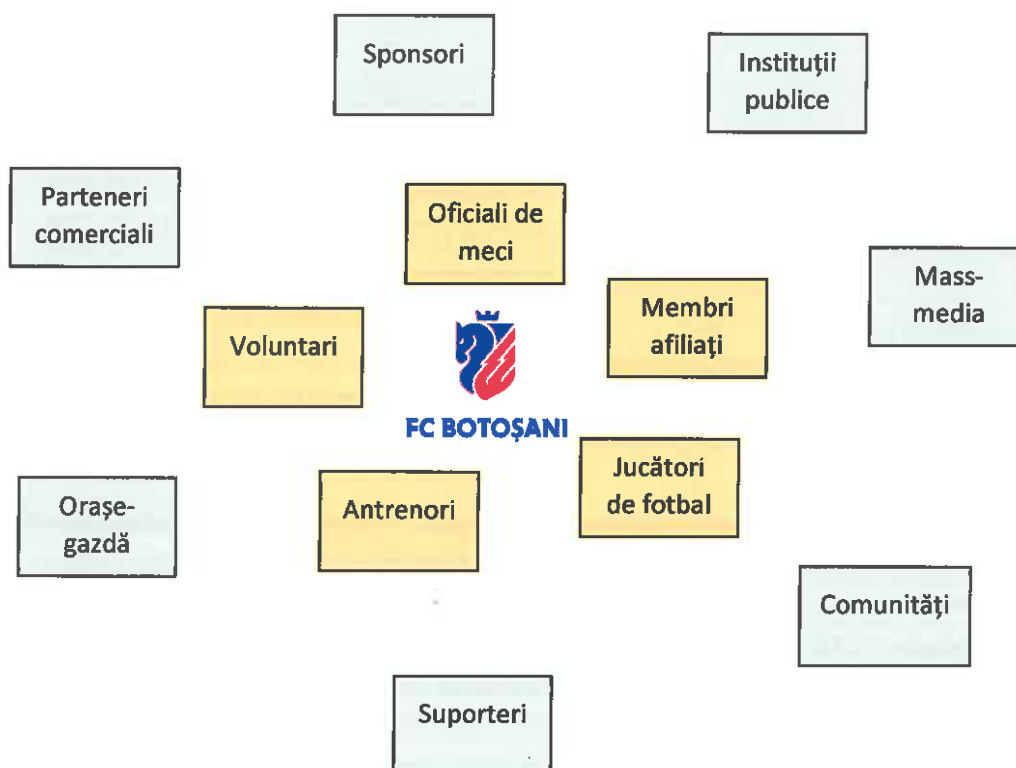 Sponsori
Instituții
publice
Parteneri
comerciali
Oficiali de
meci
Mass-
media
Membri
afiliați
Voluntari
FC BOTOȘANI
Jucători
de fotbal
Orașe-
gazdă
Antrenori
Comunități
Suporteri